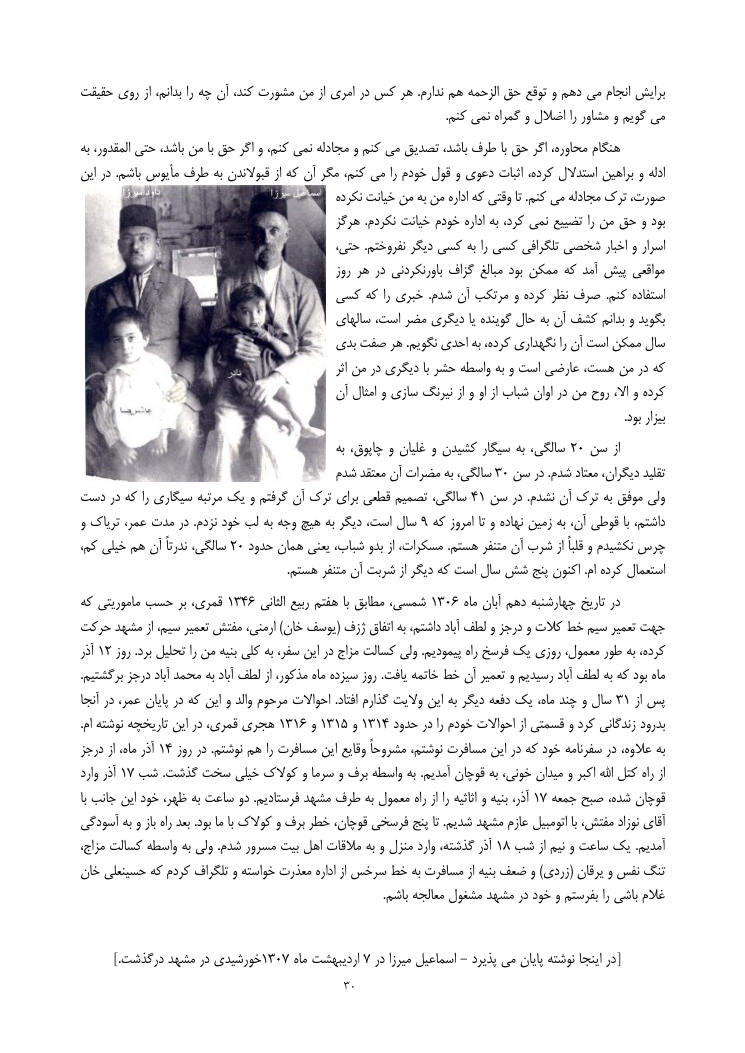 برایش انجام می دهم و توقع حق الزحمه هم ندارم. هر کس در امری از من مشورت کند، آن چه را بدانم، از روی حقیقت
می گویم و مشاور را اضلال و گمراه نمی کنم.
هنگام محاوره، اگر حق با طرف باشد، تصدیق می کنم و مجادله نمی کنم، و اگر حق با من باشد، حتی المقدور، به
ادله و براهین استدلال کرده، اثبات دعوی و قول خودم را می کنم، مگر آن که از قبولاندن به طرف مأیوس باشم. در این
صورت، ترک مجادله می کنم. تا وقتی که اداره من به من خیانت نکرده
بود و حق من را تضییع نمی کرد، به اداره خودم خیانت نکردم. هرگز
اسرار و اخبار شخصی تلگرافی کسی را به کسی دیگر نفروختم. حتی،
مواقعی پیش آمد که ممکن بود مبالغ گزاف باورنکردنی در هر روز
استفاده کنم. صرف نظر کرده و مرتکب آن شدم. خبری را که کسی
بگوید و بدانم کشف آن به حال گوینده یا دیگری مضر است، سالهای
سال ممکن است آن را نگهداری کرده، به احدی نگویم. هر صفت بدی
که در من هست، عارضی است و به واسطه حشر با دیگری در من اثر
کرده و الا، روح من در اوان شباب از او و از نیرنگ سازی و امثال آن
بیزار بود.
اسماعیل میرزا
داود میرزا
نادر
غلامرضا
از سن ۲۰ سالگی، به سیگار کشیدن و غلیان و چاپوق، به
تقلید دیگران، معتاد شدم. در سن ۳۰ سالگی، به مضرات آن معتقد شدم
ولی موفق به ترک آن نشدم. در سن ۴۱ سالگی، تصمیم قطعی برای ترک آن گرفتم و یک مرتبه سیگاری را که در دست
داشتم، با قوطی آن، به زمین نهاده و تا امروز که ۹ سال است، دیگر به هیچ وجه به لب خود نزدم. در مدت عمر، تریاک و
چرس نکشیدم و قلباً از شرب آن متنفر هستم. مسکرات، از بدو شباب، یعنی همان حدود ۲۰ سالگی، ندرتاً آن هم خیلی کم،
استعمال کرده ام. اکنون پنج شش سال است که دیگر از شربت آن متنفر هستم.
در تاریخ چهارشنبه دهم آبان ماه ۱۳۰۶ شمسی، مطابق با هفتم ربیع الثانی ۱۳۴۶ قمری، بر حسب ماموریتی که
جهت تعمیر سیم خط کلات و درجز و لطف آباد داشتم، به اتفاق ژزف (یوسف خان) ارمنی، مفتش تعمیر سیم، از مشهد حرکت
کرده، به طور معمول، روزی یک فرسخ راه پیمودیم. ولی کسالت مزاج در این سفر، به کلی بنیه من را تحلیل برد. روز ۱۲ آذر
ماه بود که به لطف آباد رسیدیم و تعمیر آن خط خاتمه یافت. روز سیزده ماه مذکور، از لطف آباد به محمد آباد درجز برگشتیم.
پس از ۳۱ سال و چند ماه، یک دفعه دیگر به این ولایت گذارم افتاد. احوالات مرحوم والد و این که در پایان عمر، در آنجا
بدرود زندگانی کرد و قسمتی از احوالات خودم را در حدود ۱۳۱۴ و ۱۳۱۵ و ۱۳۱۶ هجری قمری، در این تاریخچه نوشته ام.
به علاوه، در سفرنامه خود که در این مسافرت نوشتم، مشروحاً وقایع این مسافرت را هم نوشتم. در روز ۱۴ آذر ماه، از درجز
از راه کتل الله اکبر و میدان خونی، به قوچان آمدیم. به واسطه برف و سرما و کولاک خیلی سخت گذشت. شب ۱۷ آذر وارد
قوچان شده، صبح جمعه ۱۷ آذر، بنیه و اثاثیه را از راه معمول به طرف مشهد فرستادیم. دو ساعت به ظهر، خود این جانب با
آقای نوزاد مفتش، با اتومبیل عازم مشهد شدیم. تا پنج فرسخی قوچان، خطر برف و کولاک با ما بود. بعد راه باز و به آسودگی
آمدیم. یک ساعت و نیم از شب ۱۸ آذر گذشته، وارد منزل و به ملاقات اهل بیت مسرور شدم. ولی به واسطه کسالت مزاج،
تنگ نفس و یرقان (زردی) و ضعف بنیه از مسافرت به خط سرخس از اداره معذرت خواسته و تلگراف کردم که حسینعلی خان
غلام باشی را بفرستم و خود در مشهد مشغول معالجه باشم.
[در اینجا نوشته پایان می پذیرد – اسماعیل میرزا در ۷ اردیبهشت ماه ۱۳۰۷خورشیدی در مشهد درگذشت.]
۳۰